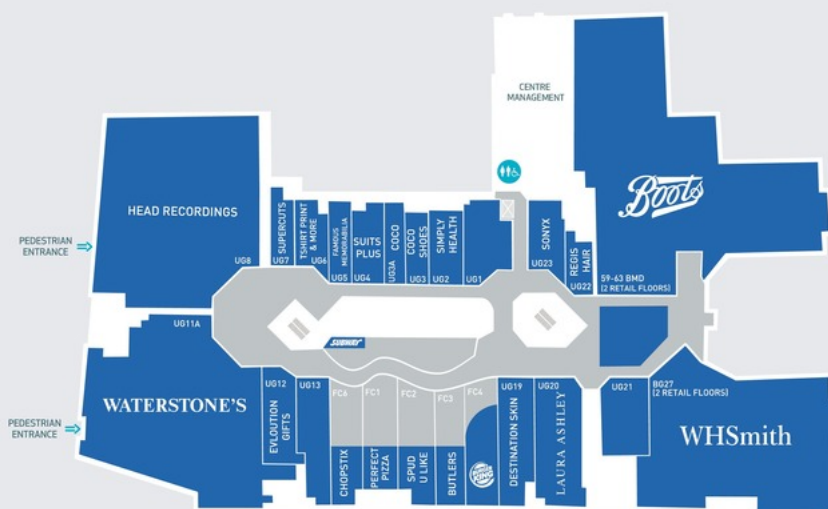 CENTRE
MANAGEMENT
Boots
59-63 BMD
(2 RETAIL FLOORS)
HEAD RECORDINGS
UG8
PEDESTRIAN
ENTRANCE
SUPERCUTS
UG7
TSHIRT PRINT
& MORE
UG6
FAMOUS
MEMORABILIA
UG5
SUITS
PLUS
UG4
COCO
UG3A
COCO
SHOES
UG3
SIMPLY
HEALTH
UG2
UG1
SONYX
UG23
REGIS
HAIR
UG22
SUBWAY
UG11A
WATERSTONE'S
PEDESTRIAN
ENTRANCE
UG12
EVLOUTION
GIFTS
UG13
FC6
CHOPSTIX
FC1
PERFECT
PIZZA
FC2
SPUD
U LIKE
FC3
BUTLERS
FC4
BURGER
KING
UG19
DESTINATION SKIN
UG20
LAURA ASHLEY
UG21
BG27
(2 RETAIL FLOORS)
WHSmith